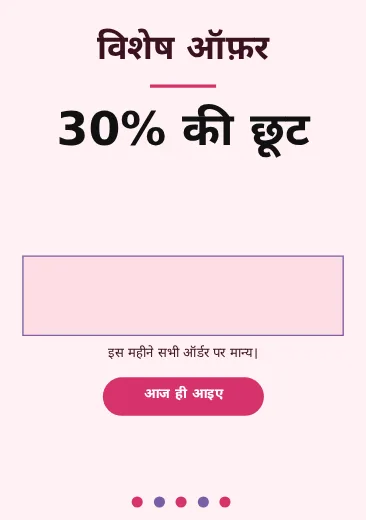 विशेष ऑफ़र
30% की छूट
इस महीने सभी ऑर्डर पर मान्य।
आज ही आइए